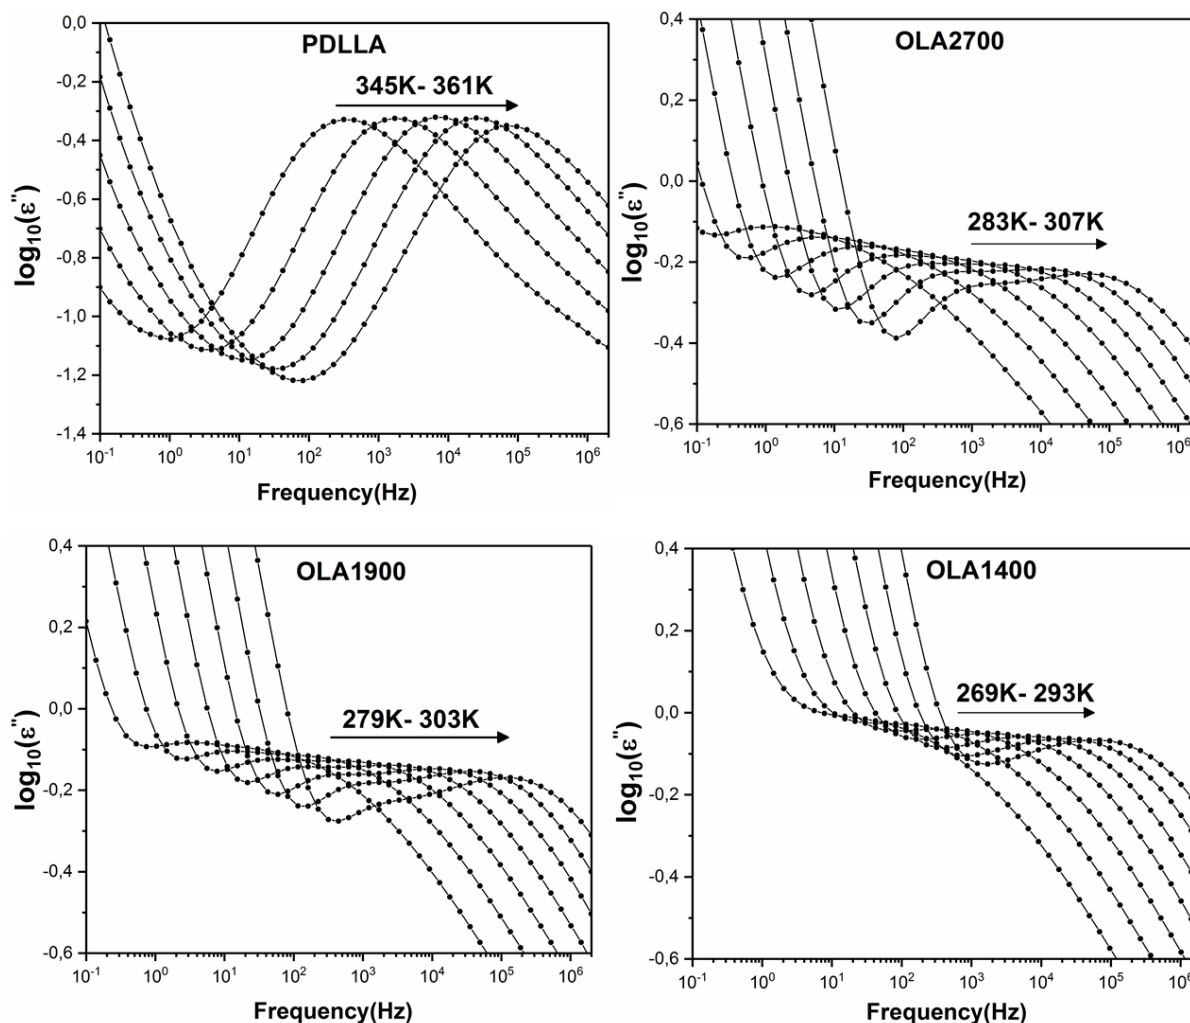 PDLLA
345K- 361K
log10(ε")
0,0
-0,2
-0,4
-0,6
-0,8
-1,0
-1,2
-1,4
10⁻¹ 10⁰ 10¹ 10² 10³ 10⁴ 10⁵ 10⁶
Frequency(Hz)
OLA2700
283K- 307K
log10(ε")
0,4
0,2
0,0
-0,2
-0,4
-0,6
10⁻¹ 10⁰ 10¹ 10² 10³ 10⁴ 10⁵ 10⁶
Frequency(Hz)
OLA1900
279K- 303K
log10(ε")
0,4
0,2
0,0
-0,2
-0,4
-0,6
10⁻¹ 10⁰ 10¹ 10² 10³ 10⁴ 10⁵ 10⁶
Frequency(Hz)
OLA1400
269K- 293K
log10(ε")
0,4
0,2
0,0
-0,2
-0,4
-0,6
10⁻¹ 10⁰ 10¹ 10² 10³ 10⁴ 10⁵ 10⁶
Frequency(Hz)